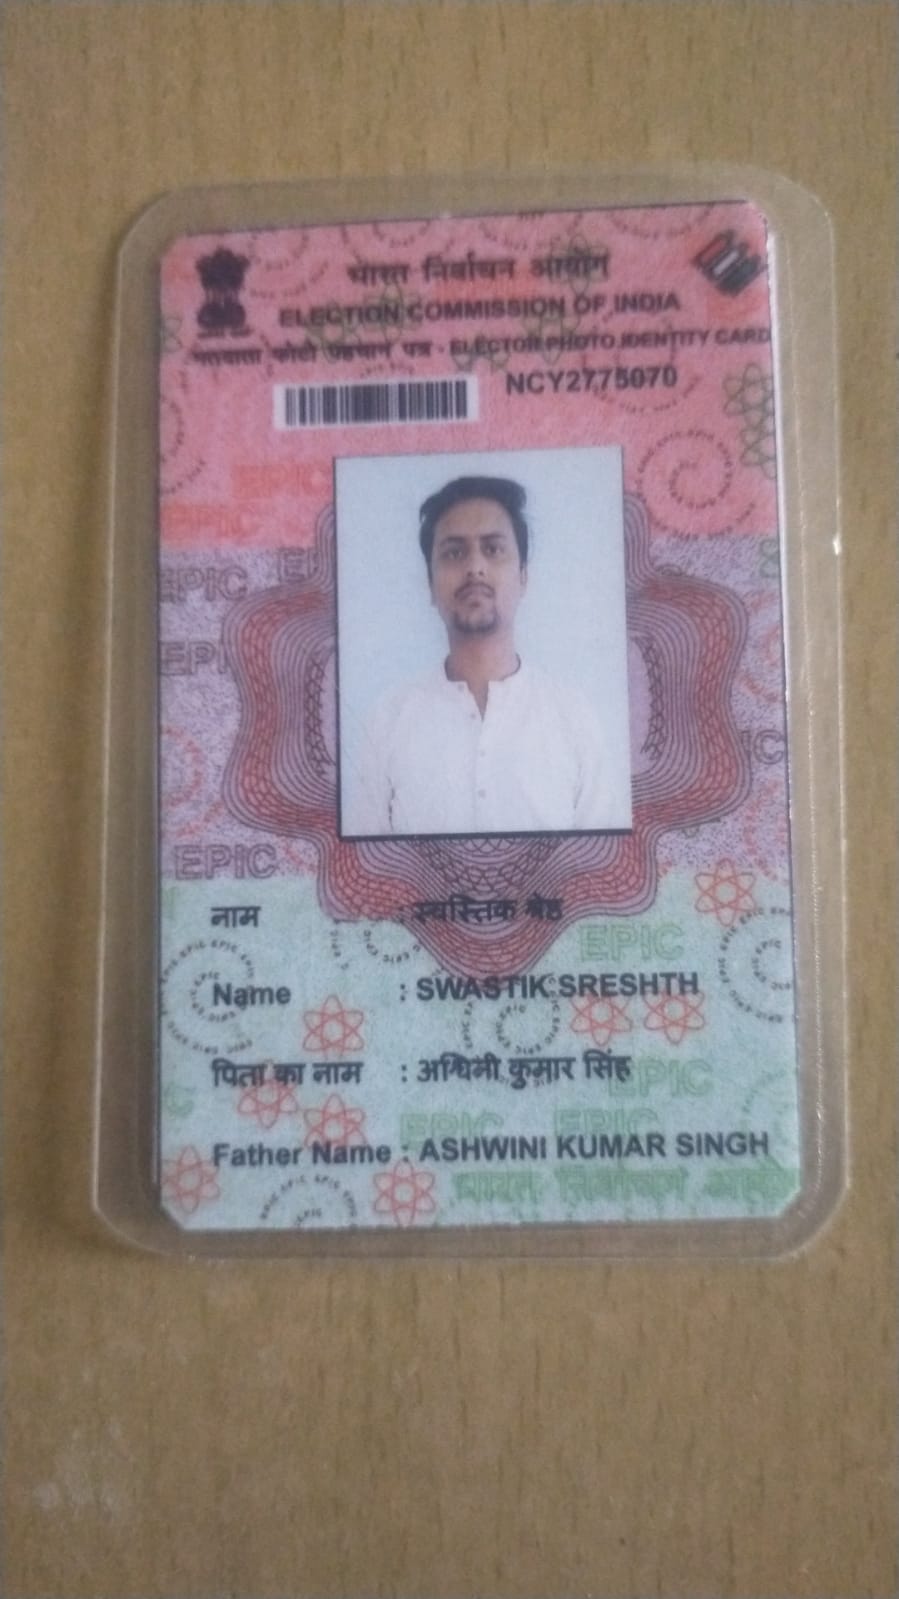 भारत निर्वाचन आयोग
ELECTION COMMISSION OF INDIA
मतदाता फोटो पहचान पत्र - ELECTOR PHOTO IDENTITY CARD
NCY2775070
EPIC
EPIC
नाम : स्वस्तिक श्रेष्ठ
Name : SWASTIK SRESHTH
पिता का नाम : अश्विनी कुमार सिंह
Father Name : ASHWINI KUMAR SINGH
भारत निर्वाचन आयोग